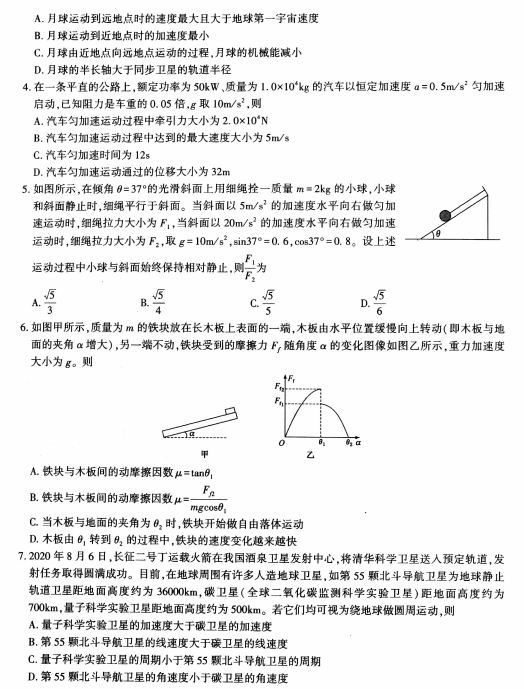 A. 月球运动到远地点时的速度最大且大于地球第一宇宙速度
B. 月球运动到近地点时的加速度最小
C. 月球由近地点向远地点运动的过程,月球的机械能减小
D. 月球的半长轴大于同步卫星的轨道半径
4. 在一条平直的公路上,额定功率为50kW、质量为1.0×10⁴kg的汽车以恒定加速度a=0.5m/s²匀加速
启动,已知阻力是车重的0.05倍,g取10m/s²,则
A. 汽车匀加速运动过程中牵引力大小为2.0×10⁴N
B. 汽车匀加速运动过程中达到的最大速度大小为5m/s
C. 汽车匀加速时间为12s
D. 汽车匀加速运动通过的位移大小为32m
5. 如图所示,在倾角θ=37°的光滑斜面上用细绳拴一质量m=2kg的小球,小球
和斜面静止时,细绳平行于斜面。当斜面以5m/s²的加速度水平向右做匀加
速运动时,细绳拉力大小为F₁,当斜面以20m/s²的加速度水平向右做匀加速
运动时,细绳拉力大小为F₂,取g=10m/s²,sin37°=0.6,cos37°=0.8。设上述
运动过程中小球与斜面始终保持相对静止,则F₁/F₂为
θ
A. √5/3 B. √5/4 C. √5/5 D. √5/6
6. 如图甲所示,质量为m的铁块放在长木板上表面的一端,木板由水平位置缓慢向上转动(即木板与地
面的夹角α增大),另一端不动,铁块受到的摩擦力Ff随角度α的变化图像如图乙所示,重力加速度
大小为g。则
α
甲
Ff
Ff2
Ff1
O θ₁ θ₂ α
乙
A. 铁块与木板间的动摩擦因数μ=tanθ₁
B. 铁块与木板间的动摩擦因数μ=Ff2/mgcosθ₁
C. 当木板与地面的夹角为θ₂时,铁块开始做自由落体运动
D. 木板由θ₁转到θ₂的过程中,铁块的速度变化越来越快
7. 2020年8月6日,长征二号丁运载火箭在我国酒泉卫星发射中心,将清华科学卫星送入预定轨道,发
射任务取得圆满成功。目前,在地球周围有许多人造地球卫星,如第55颗北斗导航卫星为地球静止
轨道卫星距地面高度约为36000km,碳卫星(全球二氧化碳监测科学实验卫星)距地面高度约为
700km,量子科学实验卫星距地面高度约为500km。若它们均可视为绕地球做圆周运动,则
A. 量子科学实验卫星的加速度大于碳卫星的加速度
B. 第55颗北斗导航卫星的线速度大于碳卫星的线速度
C. 量子科学实验卫星的周期小于第55颗北斗导航卫星的周期
D. 第55颗北斗导航卫星的角速度小于碳卫星的角速度